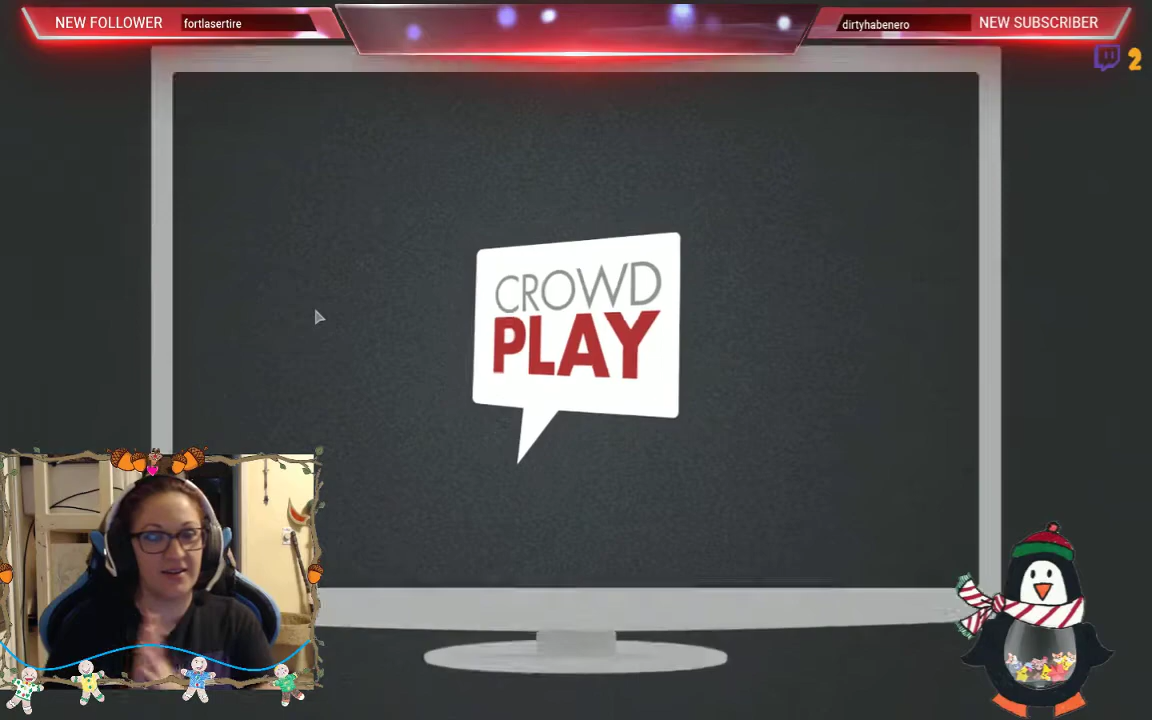 NEW FOLLOWER
fortlasertire
dirtyhabenero
NEW SUBSCRIBER
2
CROWD
PLAY